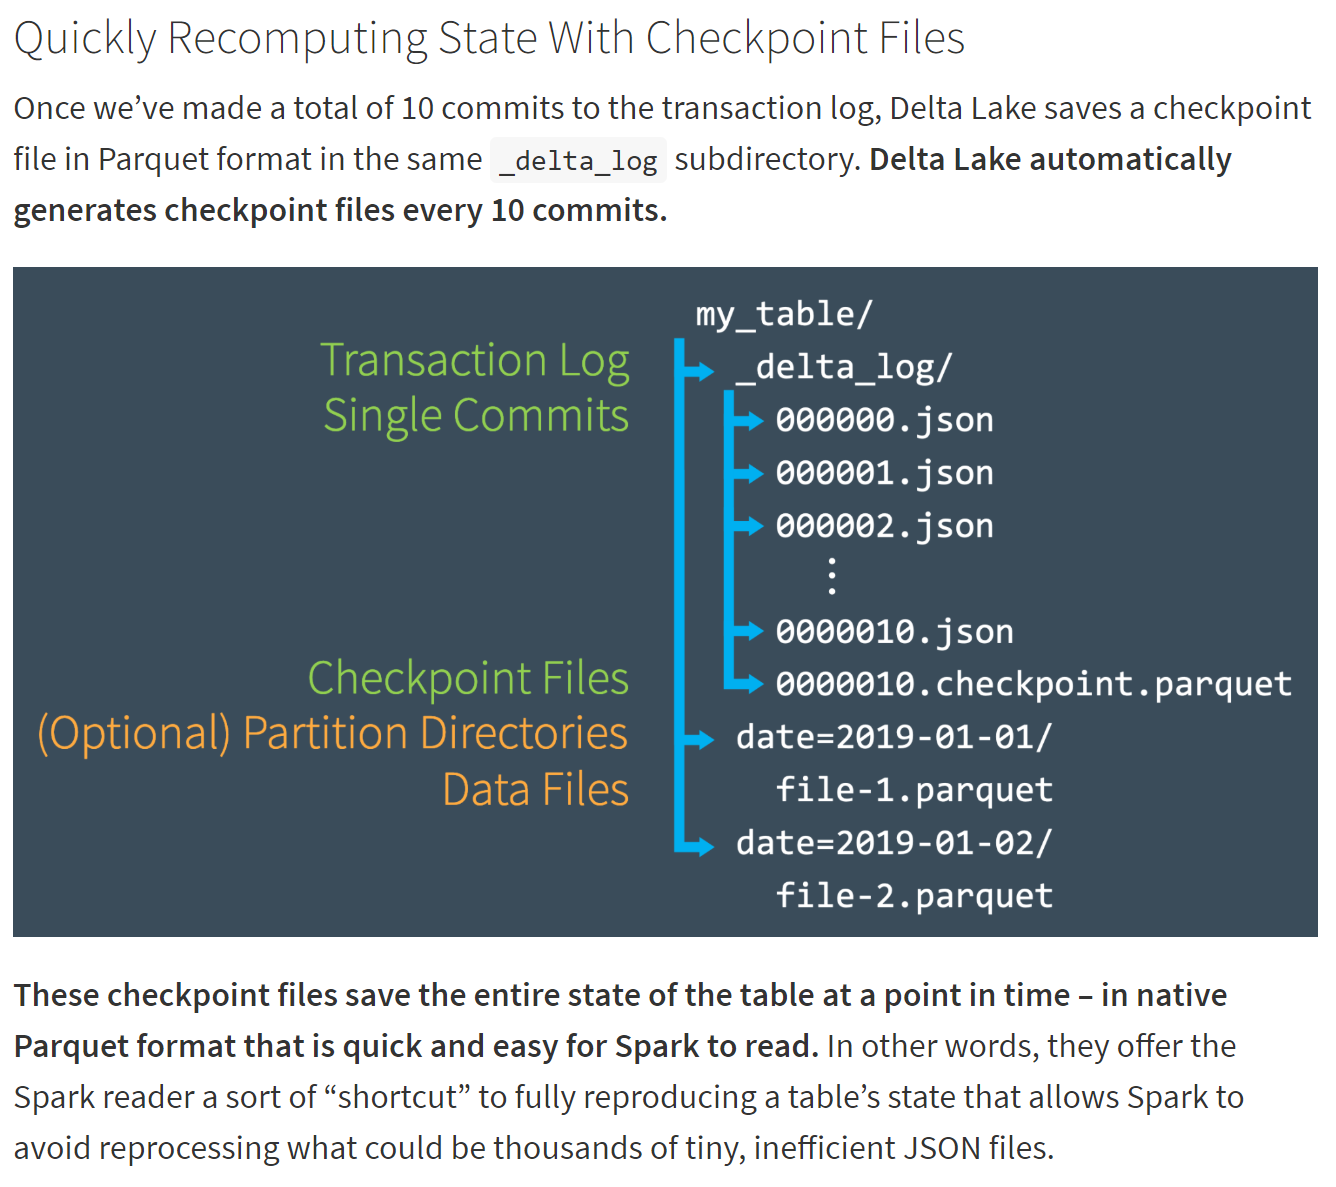 Quickly Recomputing State With Checkpoint Files
Once we’ve made a total of 10 commits to the transaction log, Delta Lake saves a checkpoint
file in Parquet format in the same _delta_log subdirectory. Delta Lake automatically
generates checkpoint files every 10 commits.
my_table/
Transaction Log
_delta_log/
Single Commits
000000.json
000001.json
000002.json
⋮
0000010.json
Checkpoint Files
0000010.checkpoint.parquet
(Optional) Partition Directories
date=2019-01-01/
Data Files
file-1.parquet
date=2019-01-02/
file-2.parquet
These checkpoint files save the entire state of the table at a point in time – in native
Parquet format that is quick and easy for Spark to read. In other words, they offer the
Spark reader a sort of “shortcut” to fully reproducing a table’s state that allows Spark to
avoid reprocessing what could be thousands of tiny, inefficient JSON files.